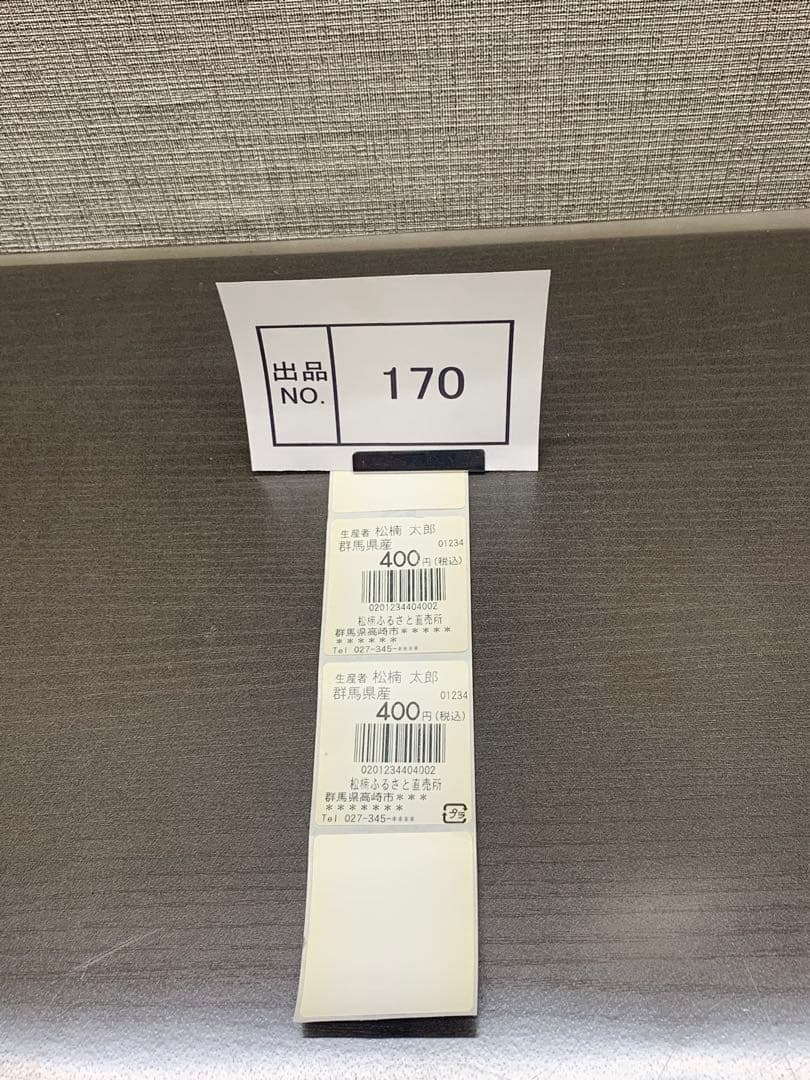 出品
NO.
170
生産者 松楠 太郎
群馬県産 01234
400円(税込)
0201234404002
松楠ふるさと直売所
群馬県高崎市*****
******
Tel 027-345-****
生産者 松楠 太郎
群馬県産 01234
400円(税込)
0201234404002
松楠ふるさと直売所
群馬県高崎市***
*******
Tel 027-345-****
プラ